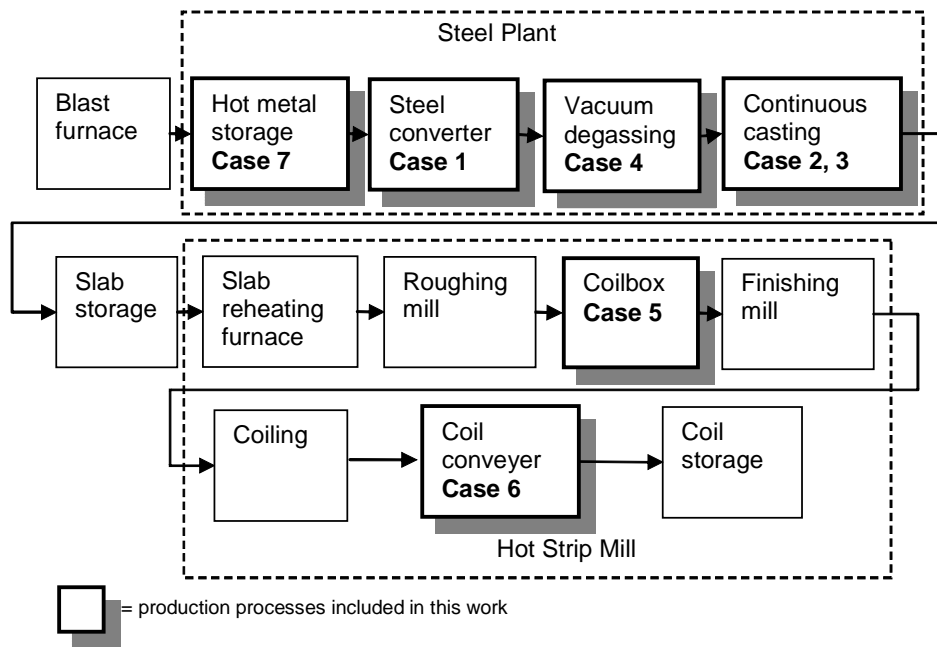 Steel Plant
Blast
furnace
Hot metal
storage
Case 7
Steel
converter
Case 1
Vacuum
degassing
Case 4
Continuous
casting
Case 2, 3
Slab
storage
Slab
reheating
furnace
Roughing
mill
Coilbox
Case 5
Finishing
mill
Coiling
Coil
conveyer
Case 6
Coil
storage
Hot Strip Mill
= production processes included in this work